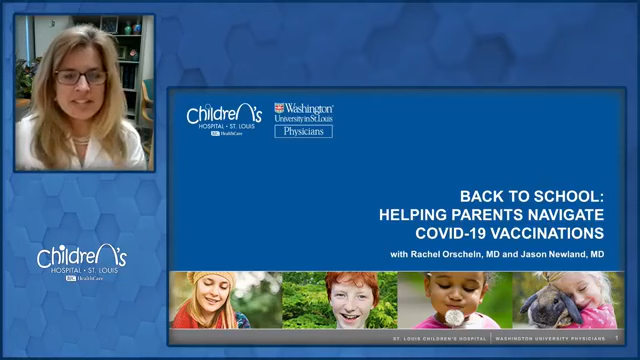 Children's
HOSPITAL • ST. LOUIS
BJC HealthCare
Washington
University in St.Louis
Physicians
BACK TO SCHOOL:
HELPING PARENTS NAVIGATE
COVID-19 VACCINATIONS
with Rachel Orscheln, MD and Jason Newland, MD
Children's
HOSPITAL • ST. LOUIS
BJC HealthCare
ST. LOUIS CHILDREN'S HOSPITAL | WASHINGTON UNIVERSITY PHYSICIANS 1